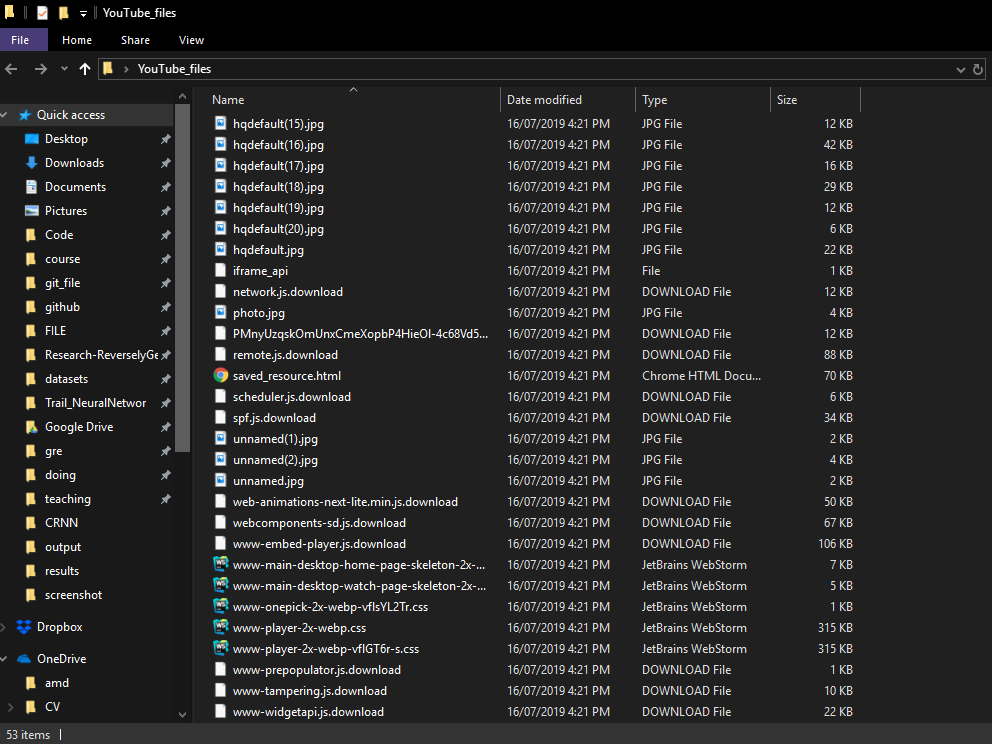 YouTube_files
File Home Share View
YouTube_files
Name Date modified Type Size
Quick access
Desktop
Downloads
Documents
Pictures
Code
course
git_file
github
FILE
Research-ReverselyGe
datasets
Trail_NeuralNetwor
Google Drive
gre
doing
teaching
CRNN
output
results
screenshot
Dropbox
OneDrive
amd
CV
hqdefault(15).jpg 16/07/2019 4:21 PM JPG File 12 KB
hqdefault(16).jpg 16/07/2019 4:21 PM JPG File 42 KB
hqdefault(17).jpg 16/07/2019 4:21 PM JPG File 16 KB
hqdefault(18).jpg 16/07/2019 4:21 PM JPG File 29 KB
hqdefault(19).jpg 16/07/2019 4:21 PM JPG File 12 KB
hqdefault(20).jpg 16/07/2019 4:21 PM JPG File 6 KB
hqdefault.jpg 16/07/2019 4:21 PM JPG File 22 KB
iframe_api 16/07/2019 4:21 PM File 1 KB
network.js.download 16/07/2019 4:21 PM DOWNLOAD File 12 KB
photo.jpg 16/07/2019 4:21 PM JPG File 4 KB
PMnyUzqskOmUnxCmeXopbP4HieOI-4c68Vd5... 16/07/2019 4:21 PM DOWNLOAD File 12 KB
remote.js.download 16/07/2019 4:21 PM DOWNLOAD File 88 KB
saved_resource.html 16/07/2019 4:21 PM Chrome HTML Docu... 70 KB
scheduler.js.download 16/07/2019 4:21 PM DOWNLOAD File 6 KB
spf.js.download 16/07/2019 4:21 PM DOWNLOAD File 34 KB
unnamed(1).jpg 16/07/2019 4:21 PM JPG File 2 KB
unnamed(2).jpg 16/07/2019 4:21 PM JPG File 4 KB
unnamed.jpg 16/07/2019 4:21 PM JPG File 2 KB
web-animations-next-lite.min.js.download 16/07/2019 4:21 PM DOWNLOAD File 50 KB
webcomponents-sd.js.download 16/07/2019 4:21 PM DOWNLOAD File 67 KB
www-embed-player.js.download 16/07/2019 4:21 PM DOWNLOAD File 106 KB
www-main-desktop-home-page-skeleton-2x-... 16/07/2019 4:21 PM JetBrains WebStorm 7 KB
www-main-desktop-watch-page-skeleton-2x-... 16/07/2019 4:21 PM JetBrains WebStorm 5 KB
www-onepick-2x-webp-vflsYL2Tr.css 16/07/2019 4:21 PM JetBrains WebStorm 1 KB
www-player-2x-webp.css 16/07/2019 4:21 PM JetBrains WebStorm 315 KB
www-player-2x-webp-vflGT6r-s.css 16/07/2019 4:21 PM JetBrains WebStorm 315 KB
www-prepopulator.js.download 16/07/2019 4:21 PM DOWNLOAD File 1 KB
www-tampering.js.download 16/07/2019 4:21 PM DOWNLOAD File 10 KB
www-widgetapi.js.download 16/07/2019 4:21 PM DOWNLOAD File 22 KB
53 items